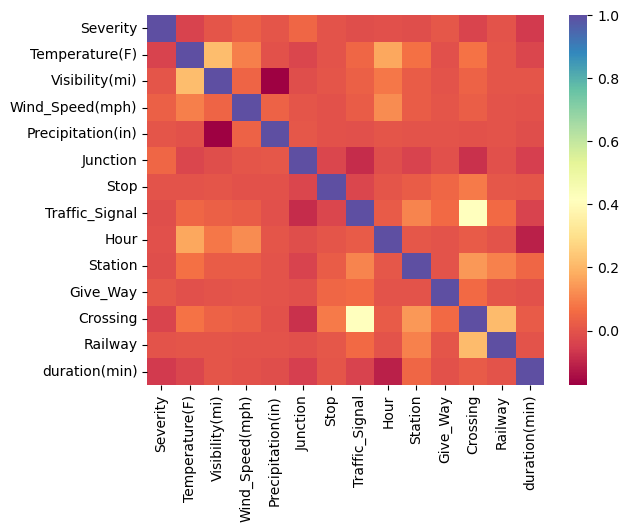 Severity
Temperature(F)
Visibility(mi)
Wind_Speed(mph)
Precipitation(in)
Junction
Stop
Traffic_Signal
Hour
Station
Give_Way
Crossing
Railway
duration(min)
Severity
Temperature(F)
Visibility(mi)
Wind_Speed(mph)
Precipitation(in)
Junction
Stop
Traffic_Signal
Hour
Station
Give_Way
Crossing
Railway
duration(min)
1.0
0.8
0.6
0.4
0.2
0.0